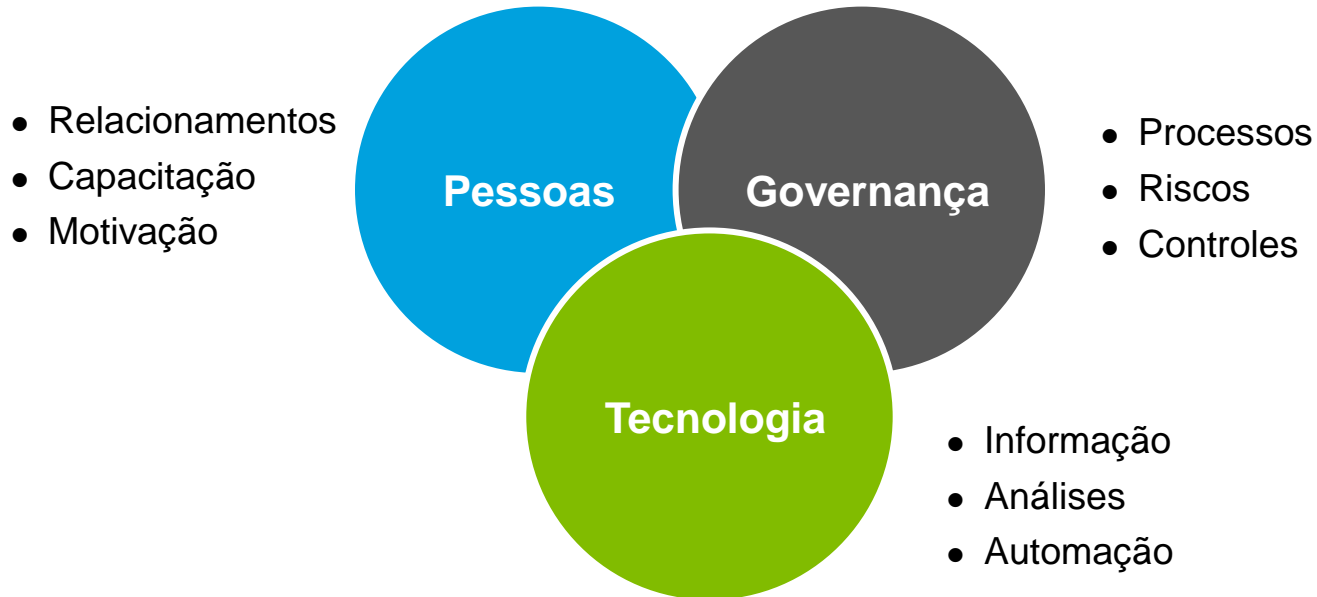 ● Relacionamentos
● Capacitação
● Motivação
Pessoas
Governança
● Processos
● Riscos
● Controles
Tecnologia
● Informação
● Análises
● Automação